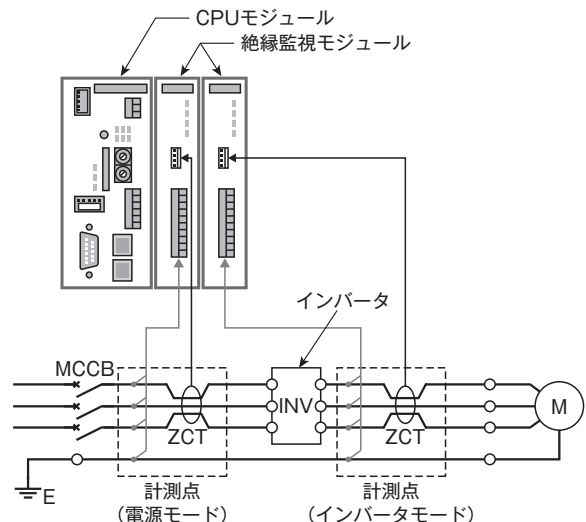 CPUモジュール
絶縁監視モジュール
インバータ
MCCB
INV
M
ZCT
ZCT
E
計測点
（電源モード）
計測点
（インバータモード）